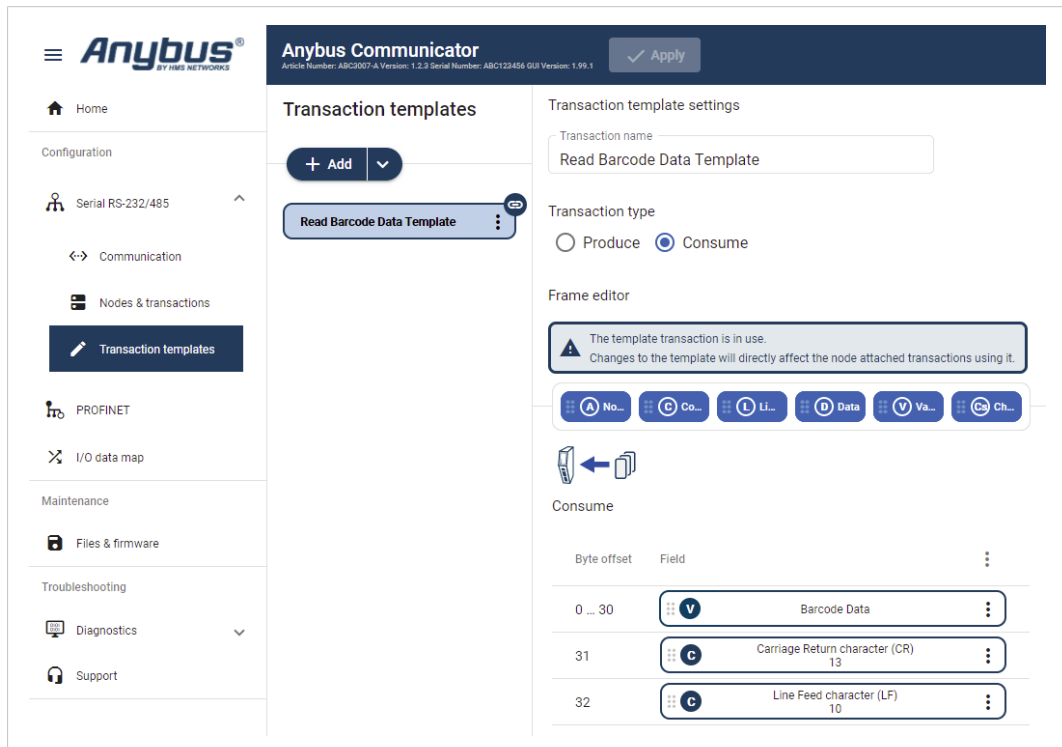 Anybus®
BY HMS NETWORKS
Anybus Communicator
Article Number: ABC3007-A Version: 1.2.3 Serial Number: ABC123456 GUI Version: 1.99.1
Apply
Home
Configuration
Serial RS-232/485
Communication
Nodes & transactions
Transaction templates
PROFINET
I/O data map
Maintenance
Files & firmware
Troubleshooting
Diagnostics
Support
Transaction templates
+ Add
Read Barcode Data Template
Transaction template settings
Transaction name
Read Barcode Data Template
Transaction type
Produce
Consume
Frame editor
The template transaction is in use.
Changes to the template will directly affect the node attached transactions using it.
A No...
C Co...
L Li...
D Data
V Va...
Cs Ch...
Consume
Byte offset Field
0 ... 30 V Barcode Data
31 C Carriage Return character (CR)
13
32 C Line Feed character (LF)
10